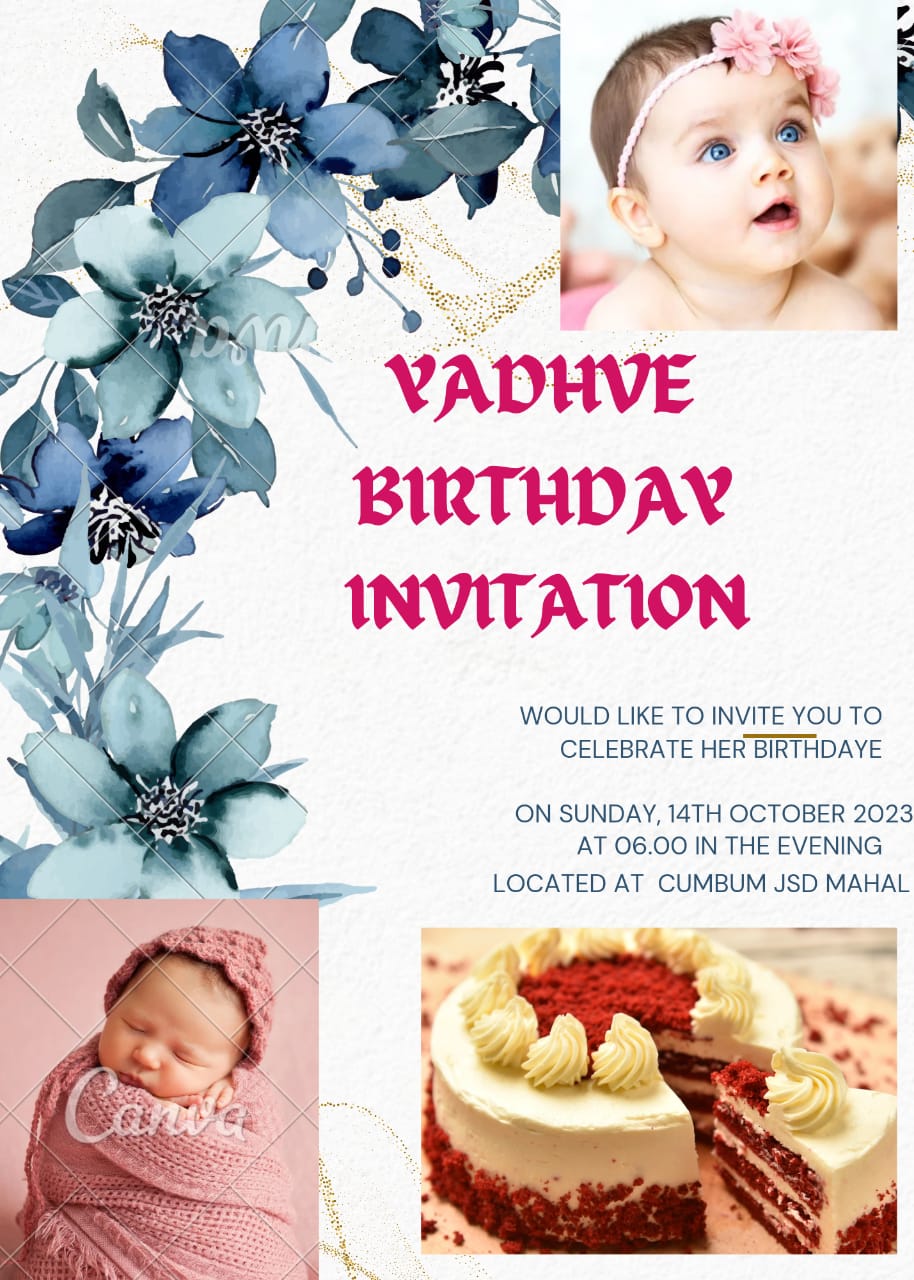 YADHVE
BIRTHDAY
INVITATION
WOULD LIKE TO INVITE YOU TO
CELEBRATE HER BIRTHDAYE
ON SUNDAY, 14TH OCTOBER 2023
AT 06.00 IN THE EVENING
LOCATED AT CUMBUM JSD MAHAL
Canva